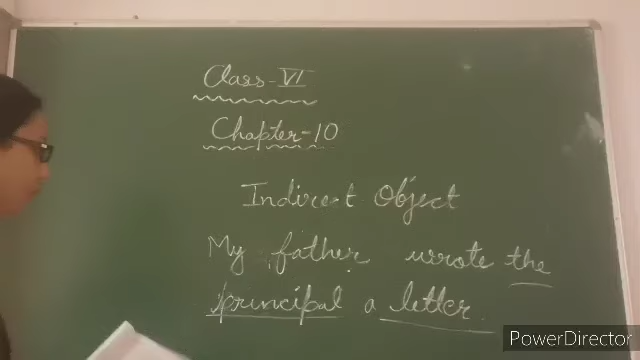 Class-VI
Chapter-10
Indirect Object
My father wrote the
principal a letter.
PowerDirector